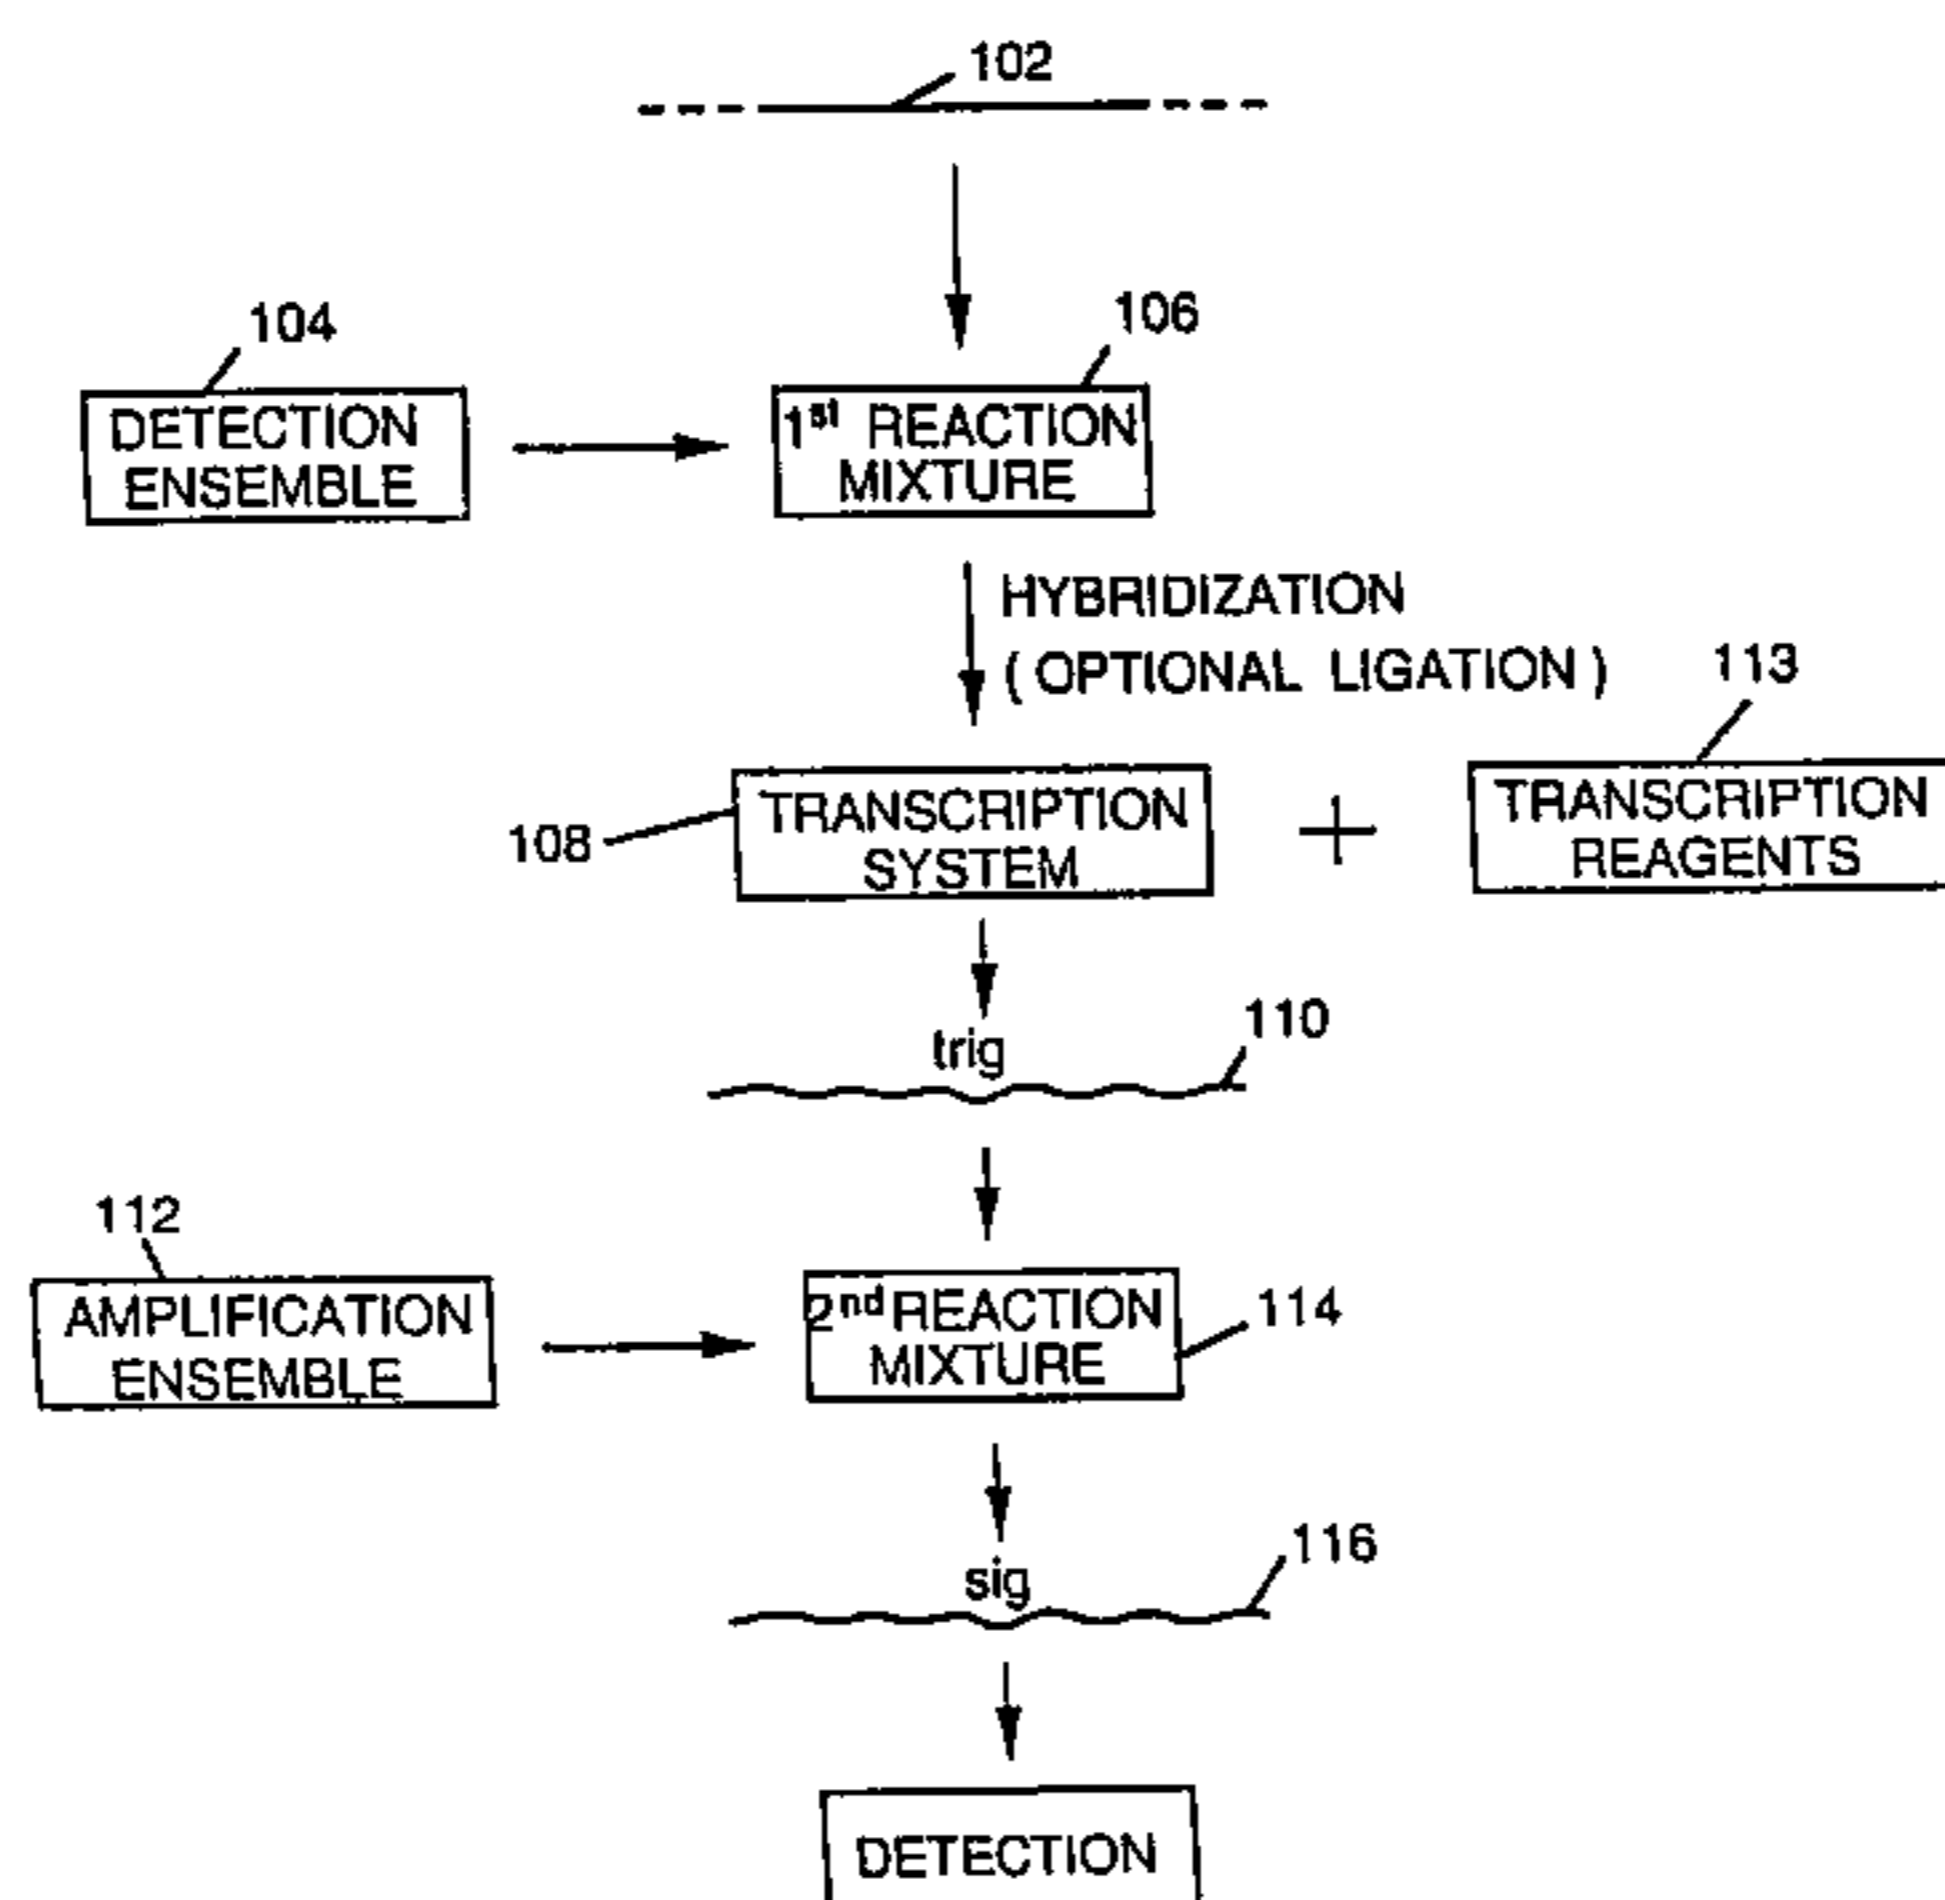 102
104
106
DETECTION
ENSEMBLE
1st REACTION
MIXTURE
HYBRIDIZATION
( OPTIONAL LIGATION )
113
108
TRANSCRIPTION
SYSTEM
+
TRANSCRIPTION
REAGENTS
trig
110
112
AMPLIFICATION
ENSEMBLE
2nd REACTION
MIXTURE
114
sig
116
DETECTION